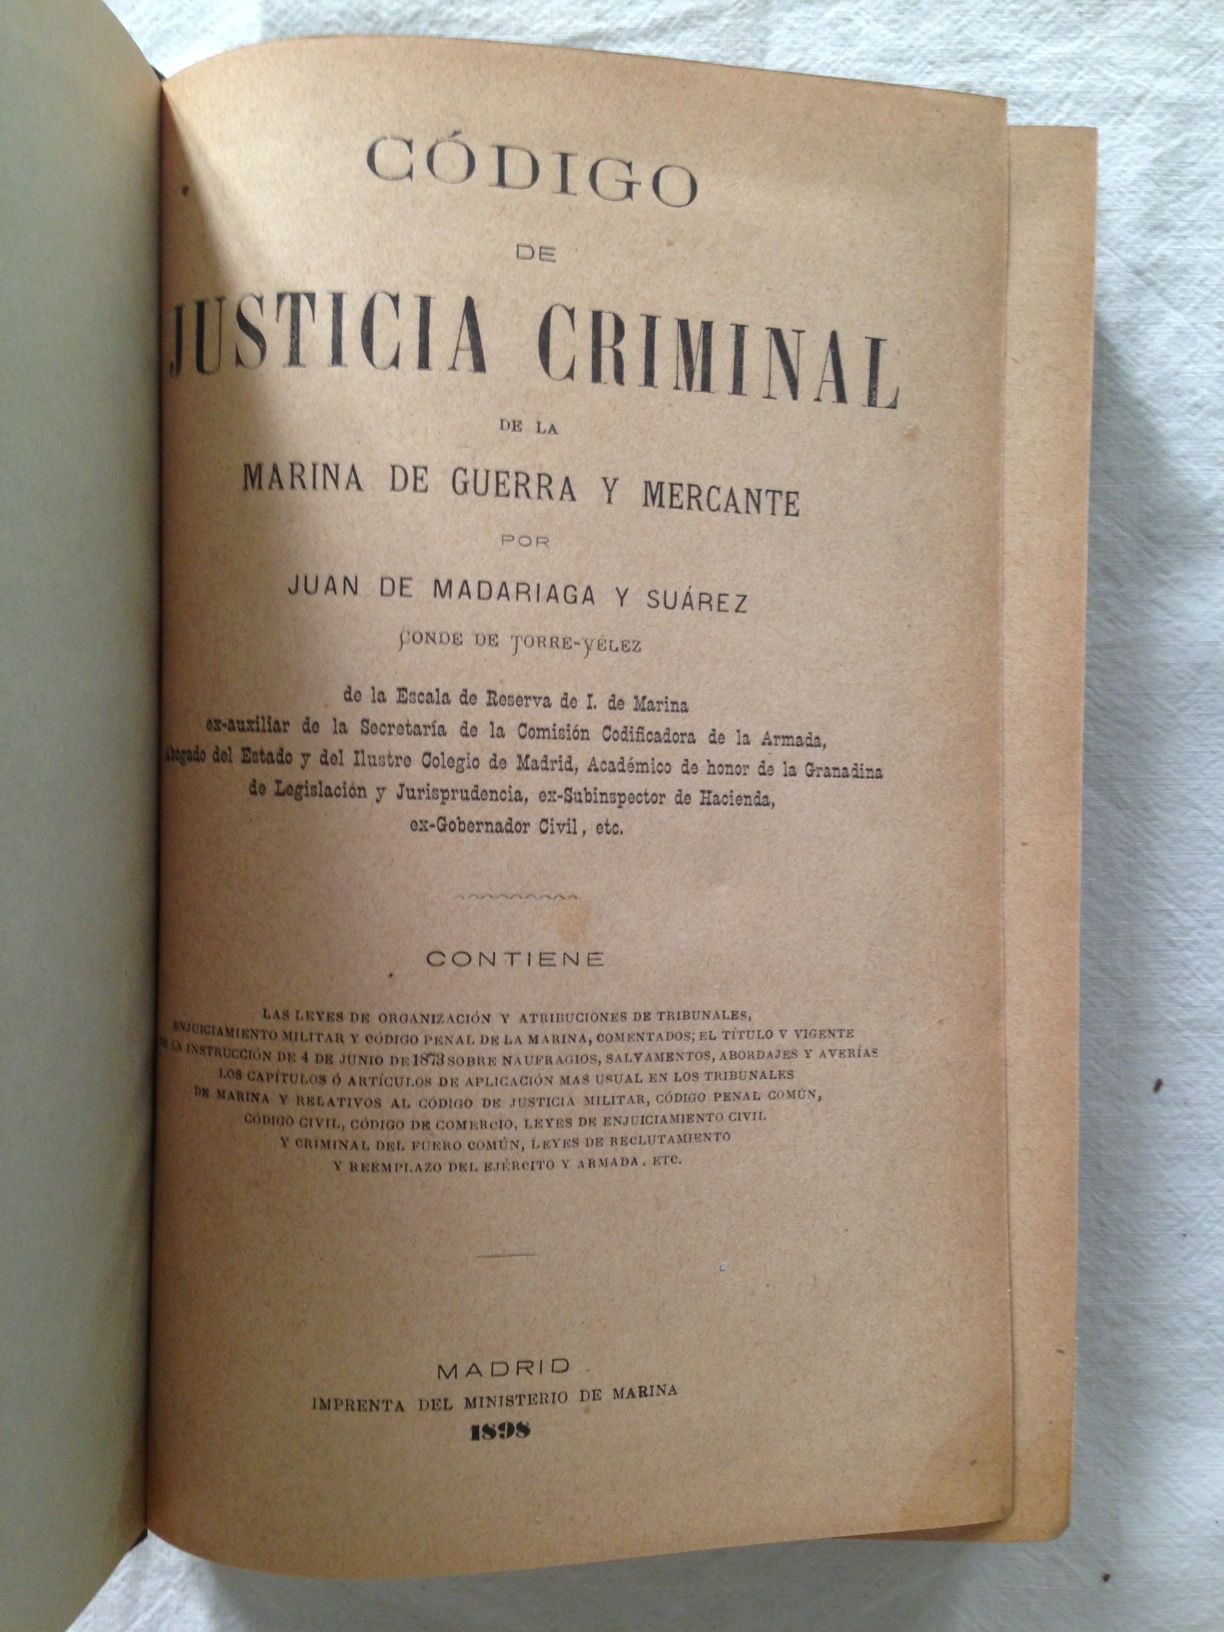 CÓDIGO
DE
JUSTICIA CRIMINAL
DE LA
MARINA DE GUERRA Y MERCANTE
POR
JUAN DE MADARIAGA Y SUÁREZ
CONDE DE TORRE-VÉLEZ
de la Escala de Reserva de I. de Marina
ex-auxiliar de la Secretaría de la Comisión Codificadora de la Armada,
Abogado del Estado y del Ilustre Colegio de Madrid, Académico de honor de la Granadina
de Legislación y Jurisprudencia, ex-Subinspector de Hacienda,
ex-Gobernador Civil, etc.
CONTIENE
LAS LEYES DE ORGANIZACIÓN Y ATRIBUCIONES DE TRIBUNALES,
ENJUICIAMIENTO MILITAR Y CÓDIGO PENAL DE LA MARINA, COMENTADOS; EL TÍTULO V VIGENTE
DE LA INSTRUCCIÓN DE 4 DE JUNIO DE 1873 SOBRE NAUFRAGIOS, SALVAMENTOS, ABORDAJES Y AVERÍAS
LOS CAPÍTULOS Ó ARTÍCULOS DE APLICACIÓN MAS USUAL EN LOS TRIBUNALES
DE MARINA Y RELATIVOS AL CÓDIGO DE JUSTICIA MILITAR, CÓDIGO PENAL COMÚN,
CÓDIGO CIVIL, CÓDIGO DE COMERCIO, LEYES DE ENJUICIAMIENTO CIVIL
Y CRIMINAL DEL FUERO COMÚN, LEYES DE RECLUTAMIENTO
Y REEMPLAZO DEL EJÉRCITO Y ARMADA, ETC.
MADRID
IMPRENTA DEL MINISTERIO DE MARINA
1898